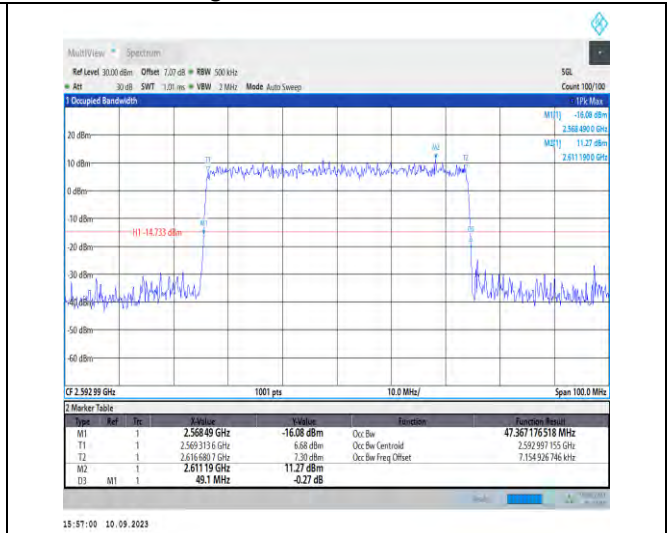 MultiView Spectrum
Ref Level 30.00 dBm Offset 7.07 dB RBW 500 kHz SGL
Att 30 dB SWT 1.01 ms VBW 2 MHz Mode Auto Sweep Count 100/100
1 Occupied Bandwidth 1Pk Max
M1[1] -16.08 dBm
2.568 490 0 GHz
20 dBm
M2[1] 11.27 dBm
2.611 190 0 GHz
M2
T1 T2
10 dBm
0 dBm
-10 dBm
M1
H1 -14.733 dBm
-20 dBm
-30 dBm
-40 dBm
-50 dBm
-60 dBm
CF 2.592 99 GHz 1001 pts 10.0 MHz/ Span 100.0 MHz
2 Marker Table
Type Ref Trc X-Value Y-Value Function Function Result
M1 1 2.568 49 GHz -16.08 dBm Occ Bw 47.367 176 518 MHz
T1 1 2.569 313 6 GHz 6.68 dBm Occ Bw Centroid 2.592 997 155 GHz
T2 1 2.616 680 7 GHz 7.30 dBm Occ Bw Freq Offset 7.154 926 746 kHz
M2 1 2.611 19 GHz 11.27 dBm
D3 M1 1 49.1 MHz -0.27 dB
15:57:00 10.09.2023